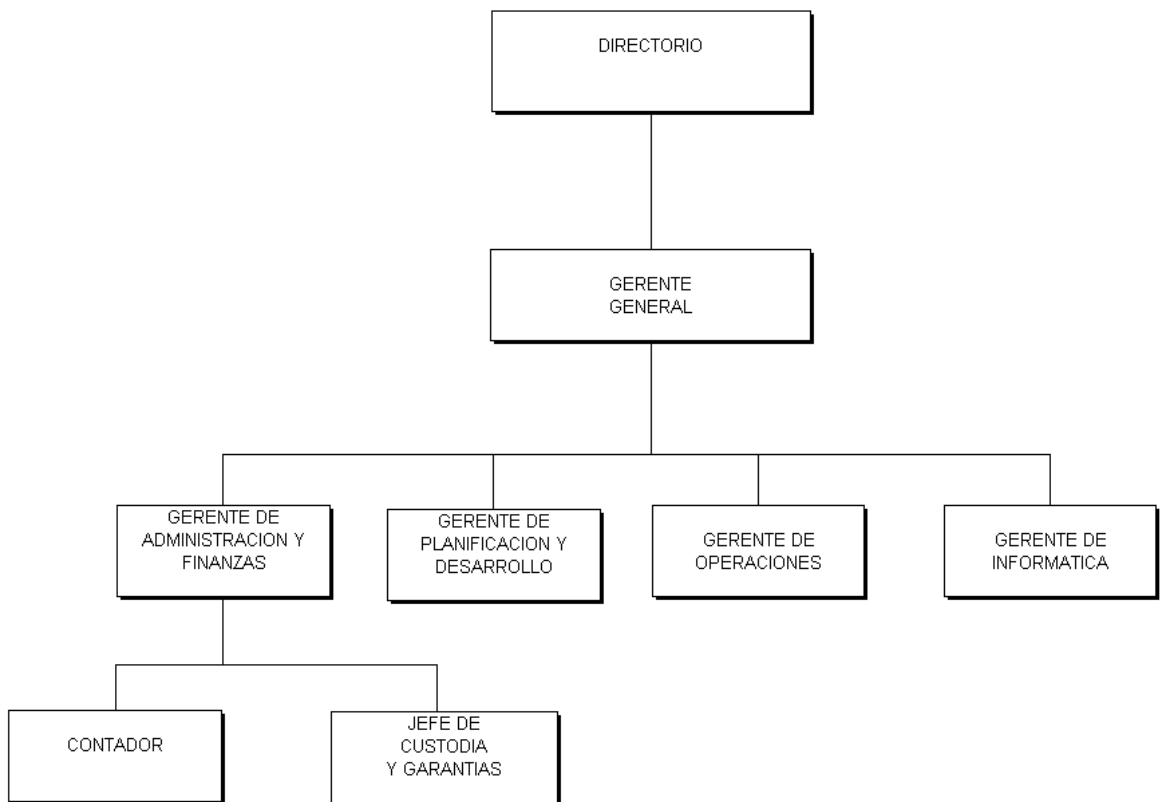 DIRECTORIO
GERENTE
GENERAL
GERENTE DE
ADMINISTRACION Y
FINANZAS
GERENTE DE
PLANIFICACION Y
DESARROLLO
GERENTE DE
OPERACIONES
GERENTE DE
INFORMATICA
CONTADOR
JEFE DE
CUSTODIA
Y GARANTIAS